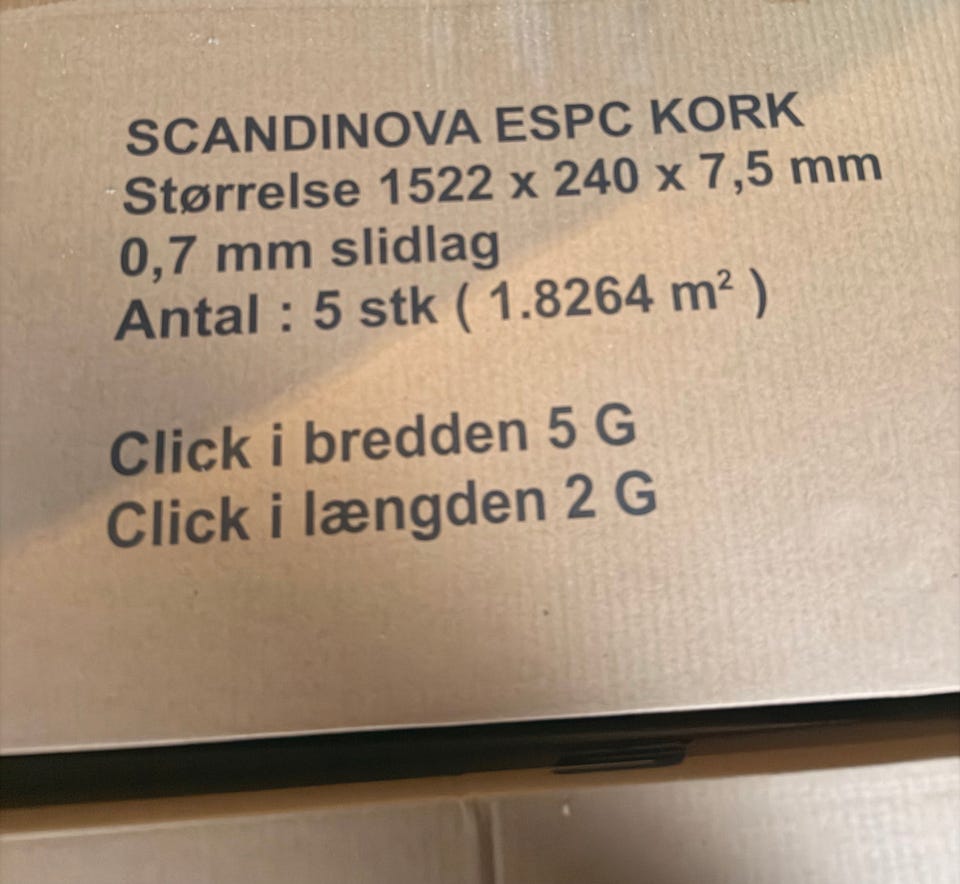 SCANDINOVA ESPC KORK
Størrelse 1522 x 240 x 7,5 mm
0,7 mm slidlag
Antal : 5 stk ( 1.8264 m² )
Click i bredden 5 G
Click i længden 2 G